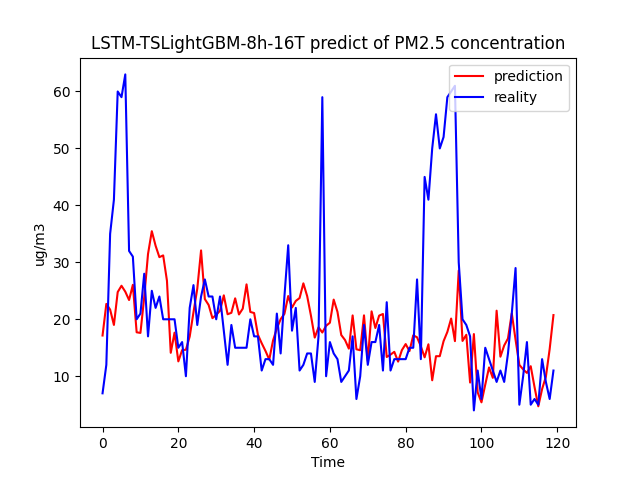 LSTM-TSLightGBM-8h-16T predict of PM2.5 concentration
prediction
reality
60
50
40
30
20
10
ug/m3
0 20 40 60 80 100 120
Time